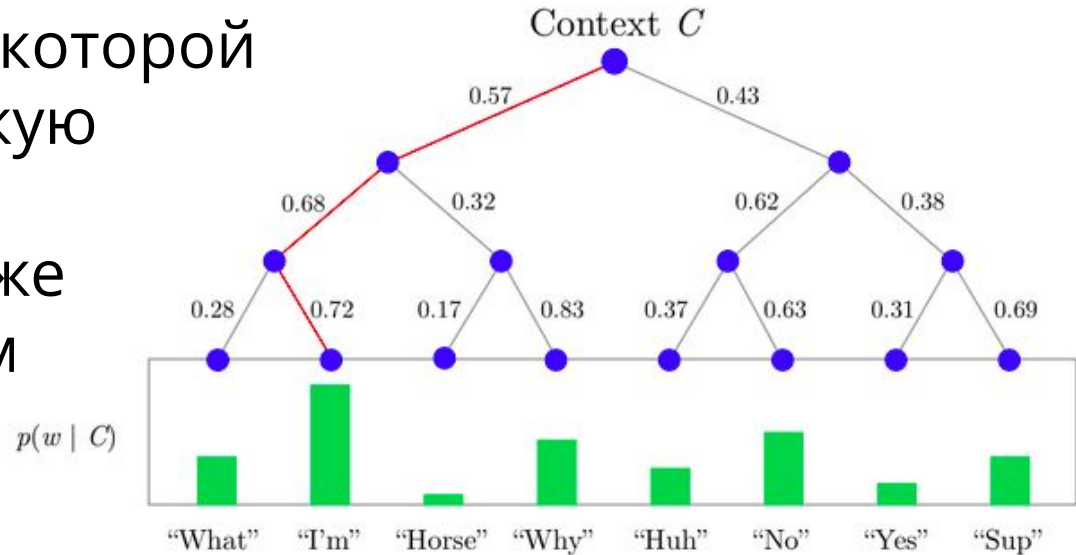 которой
кую
же
м
Context C
0.57 0.43
0.68 0.32 0.62 0.38
0.28 0.72 0.17 0.83 0.37 0.63 0.31 0.69
p(w | C)
“What” “I’m” “Horse” “Why” “Huh” “No” “Yes” “Sup”